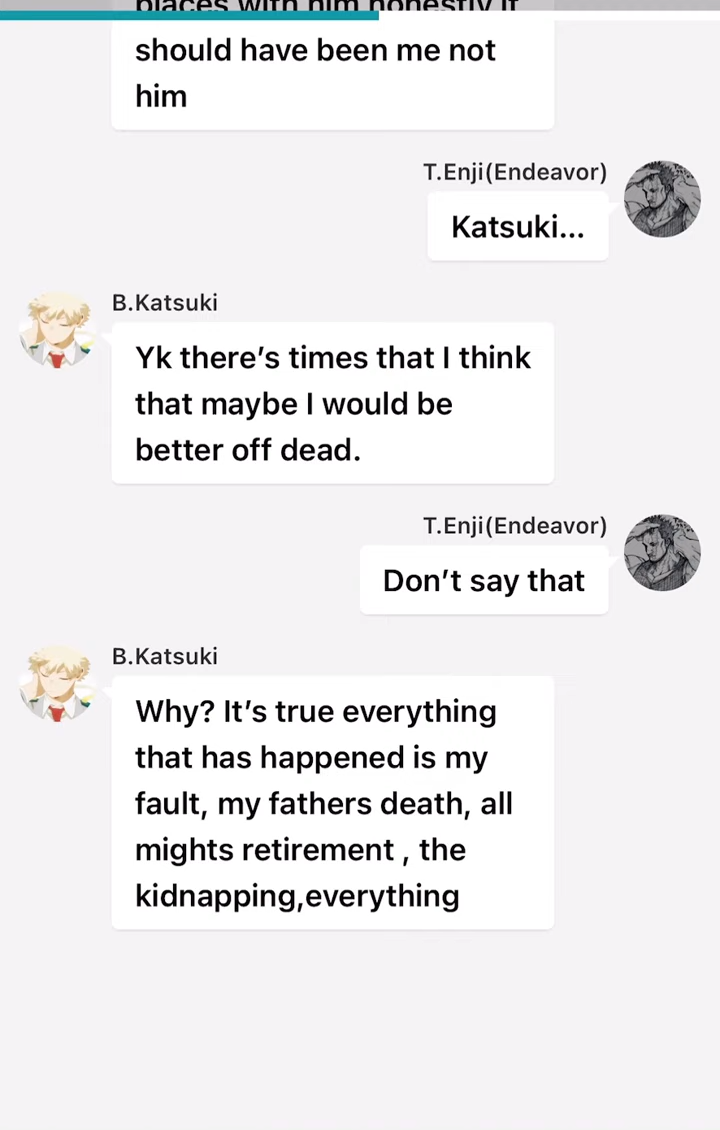 places with him honestly it
should have been me not
him
T.Enji(Endeavor)
Katsuki...
B.Katsuki
Yk there’s times that I think
that maybe I would be
better off dead.
T.Enji(Endeavor)
Don’t say that
B.Katsuki
Why? It’s true everything
that has happened is my
fault, my fathers death, all
mights retirement , the
kidnapping,everything